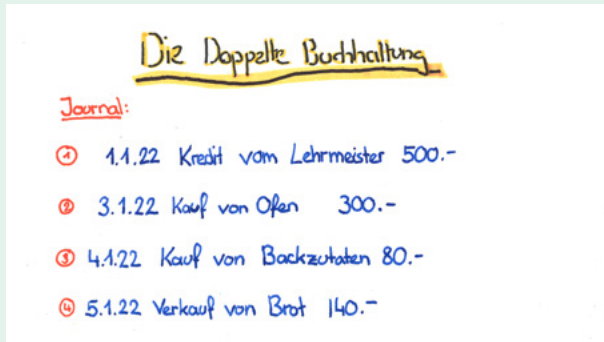 Die Doppelte Buchhaltung
Journal:
1 1.1.22 Kredit vom Lehrmeister 500.-
2 3.1.22 Kauf von Ofen 300.-
3 4.1.22 Kauf von Backzutaten 80.-
4 5.1.22 Verkauf von Brot 140.-